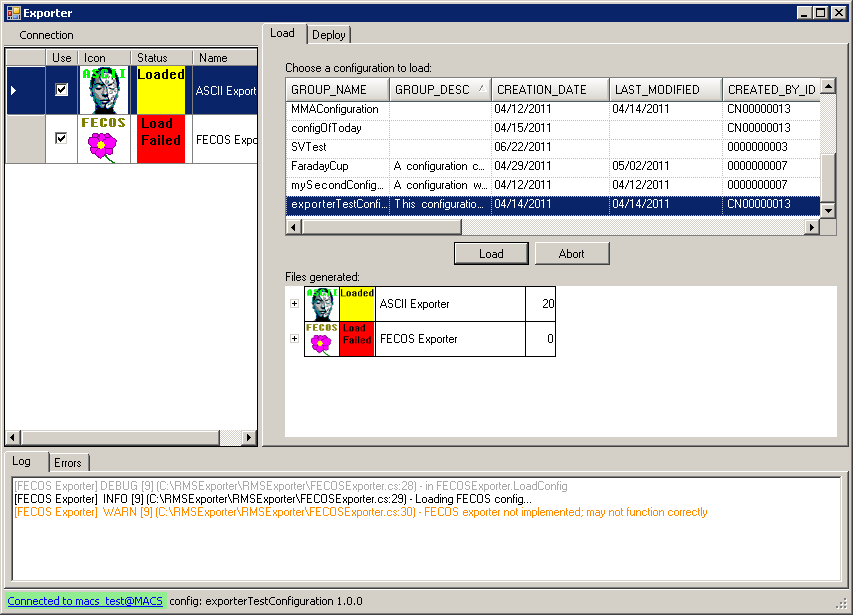 Exporter
Connection
Use Icon Status Name
ASCII Loaded ASCII Export
FECOS Load Failed FECOS Expo
Load Deploy
Choose a configuration to load:
GROUP_NAME GROUP_DESC CREATION_DATE LAST_MODIFIED CREATED_BY_ID
MMAConfiguration 04/12/2011 04/14/2011 CN00000013
configOfToday 04/15/2011 CN00000013
SVTest 06/22/2011 0000000003
FaradayCup A configuration c... 04/29/2011 05/02/2011 0000000007
mySecondConfig... A configuration w... 04/12/2011 04/12/2011 0000000007
exporterTestConfi... This configuratio... 04/14/2011 04/14/2011 CN00000013
Load Abort
Files generated:
ASCII Loaded ASCII Exporter 20
FECOS Load Failed FECOS Exporter 0
Log Errors
[FECOS Exporter] DEBUG [9] (C:\RMSExporter\RMSExporter\FECOSExporter.cs:28) - in FECOSExporter.LoadConfig
[FECOS Exporter] INFO [9] (C:\RMSExporter\RMSExporter\FECOSExporter.cs:29) - Loading FECOS config...
[FECOS Exporter] WARN [9] (C:\RMSExporter\RMSExporter\FECOSExporter.cs:30) - FECOS exporter not implemented; may not function correctly
Connected to macs_test@MACS config: exporterTestConfiguration 1.0.0